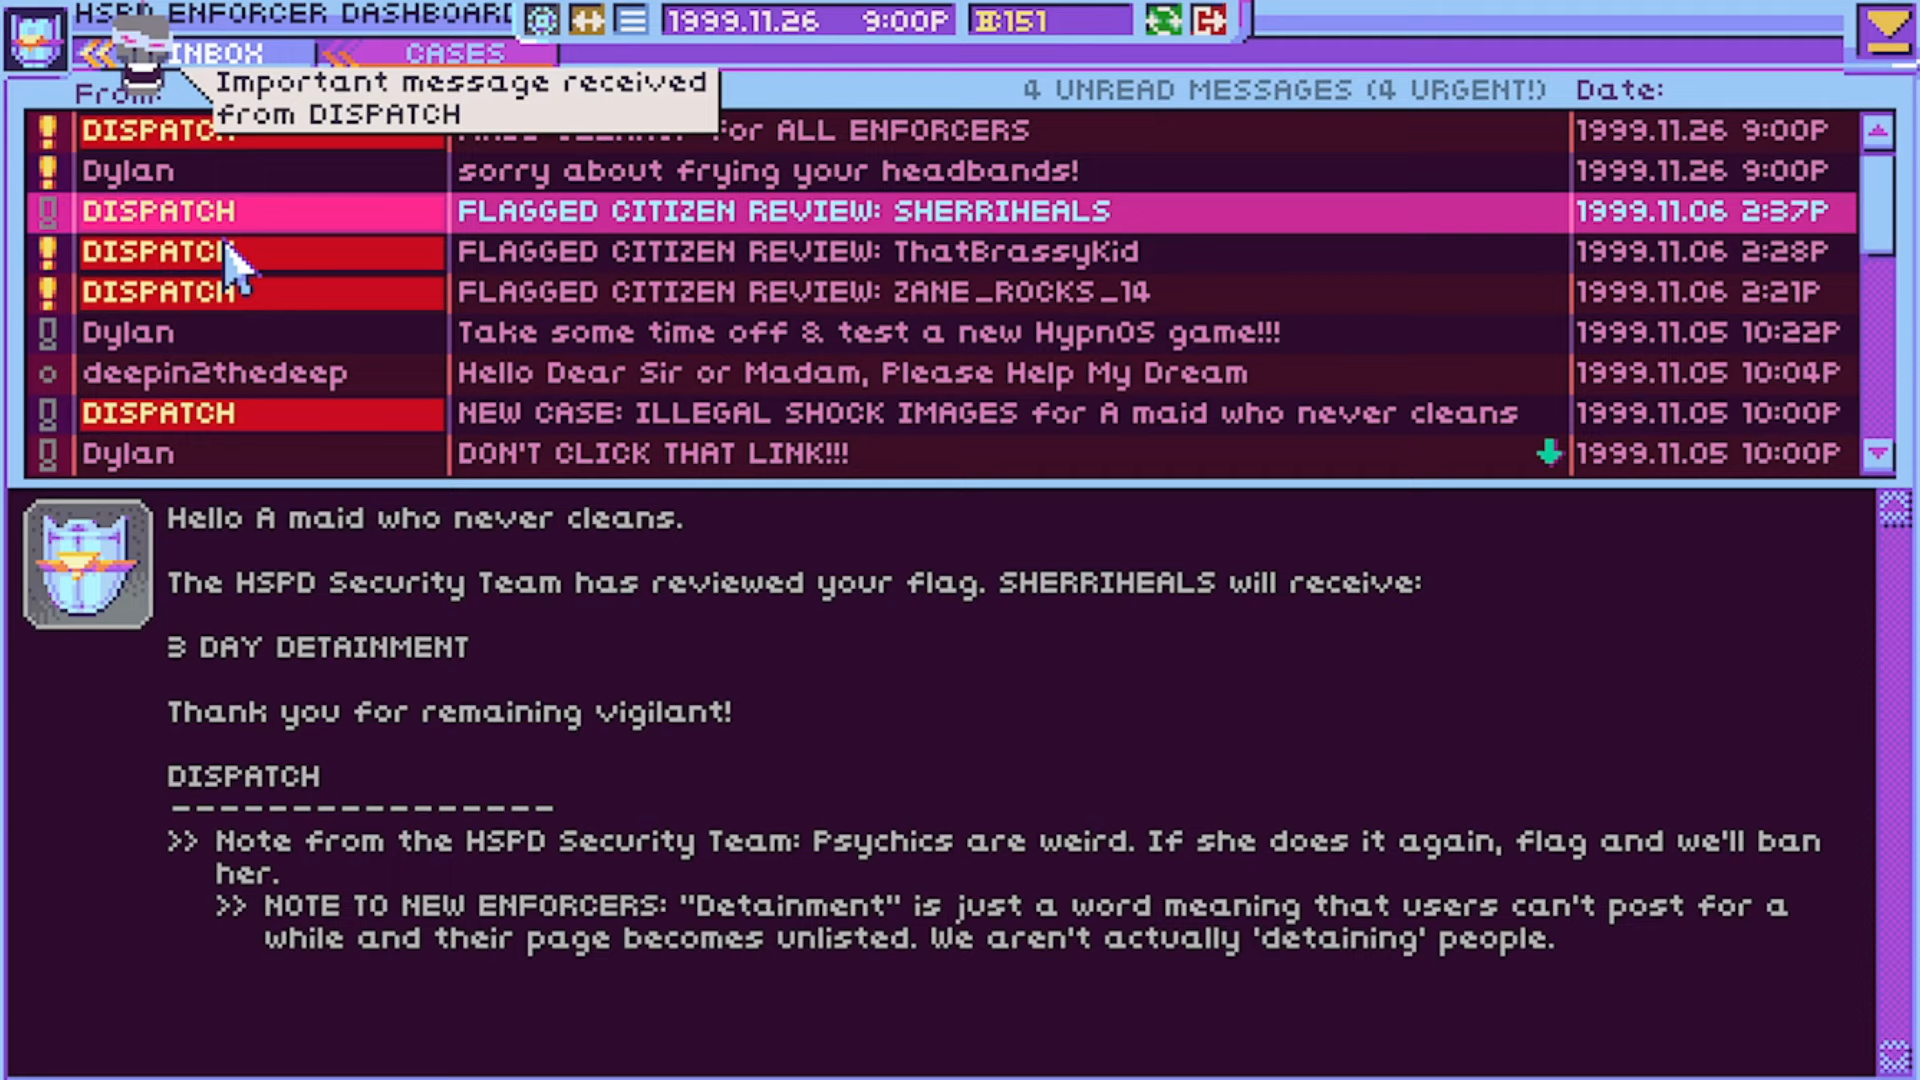 HSPD ENFORCER DASHBOARD
1999.11.26 9:00P
151
INBOX
CASES
Important message received
from DISPATCH
From:
4 UNREAD MESSAGES (4 URGENT!)
Date:
DISPATCH for ALL ENFORCERS 1999.11.26 9:00P
Dylan sorry about frying your headbands! 1999.11.26 9:00P
DISPATCH FLAGGED CITIZEN REVIEW: SHERRIHEALS 1999.11.06 2:37P
DISPATCH FLAGGED CITIZEN REVIEW: ThatBrassyKid 1999.11.06 2:28P
DISPATCH FLAGGED CITIZEN REVIEW: ZANE_ROCKS_14 1999.11.06 2:21P
Dylan Take some time off & test a new HypnOS game!!! 1999.11.05 10:22P
deepin2thedeep Hello Dear Sir or Madam, Please Help My Dream 1999.11.05 10:04P
DISPATCH NEW CASE: ILLEGAL SHOCK IMAGES for A maid who never cleans 1999.11.05 10:00P
Dylan DON'T CLICK THAT LINK!!! 1999.11.05 10:00P
Hello A maid who never cleans.
The HSPD Security Team has reviewed your flag. SHERRIHEALS will receive:
3 DAY DETAINMENT
Thank you for remaining vigilant!
DISPATCH
----------------
>> Note from the HSPD Security Team: Psychics are weird. If she does it again, flag and we'll ban
her.
>> NOTE TO NEW ENFORCERS: "Detainment" is just a word meaning that users can't post for a
while and their page becomes unlisted. We aren't actually 'detaining' people.